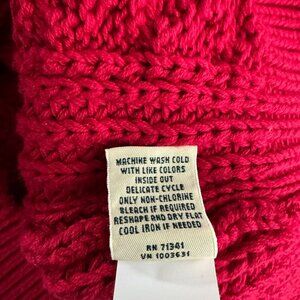 MACHINE WASH COLD
WITH LIKE COLORS
INSIDE OUT
DELICATE CYCLE
ONLY NON-CHLORINE
BLEACH IF REQUIRED
RESHAPE AND DRY FLAT
COOL IRON IF NEEDED
RN 71341
VN 1003631